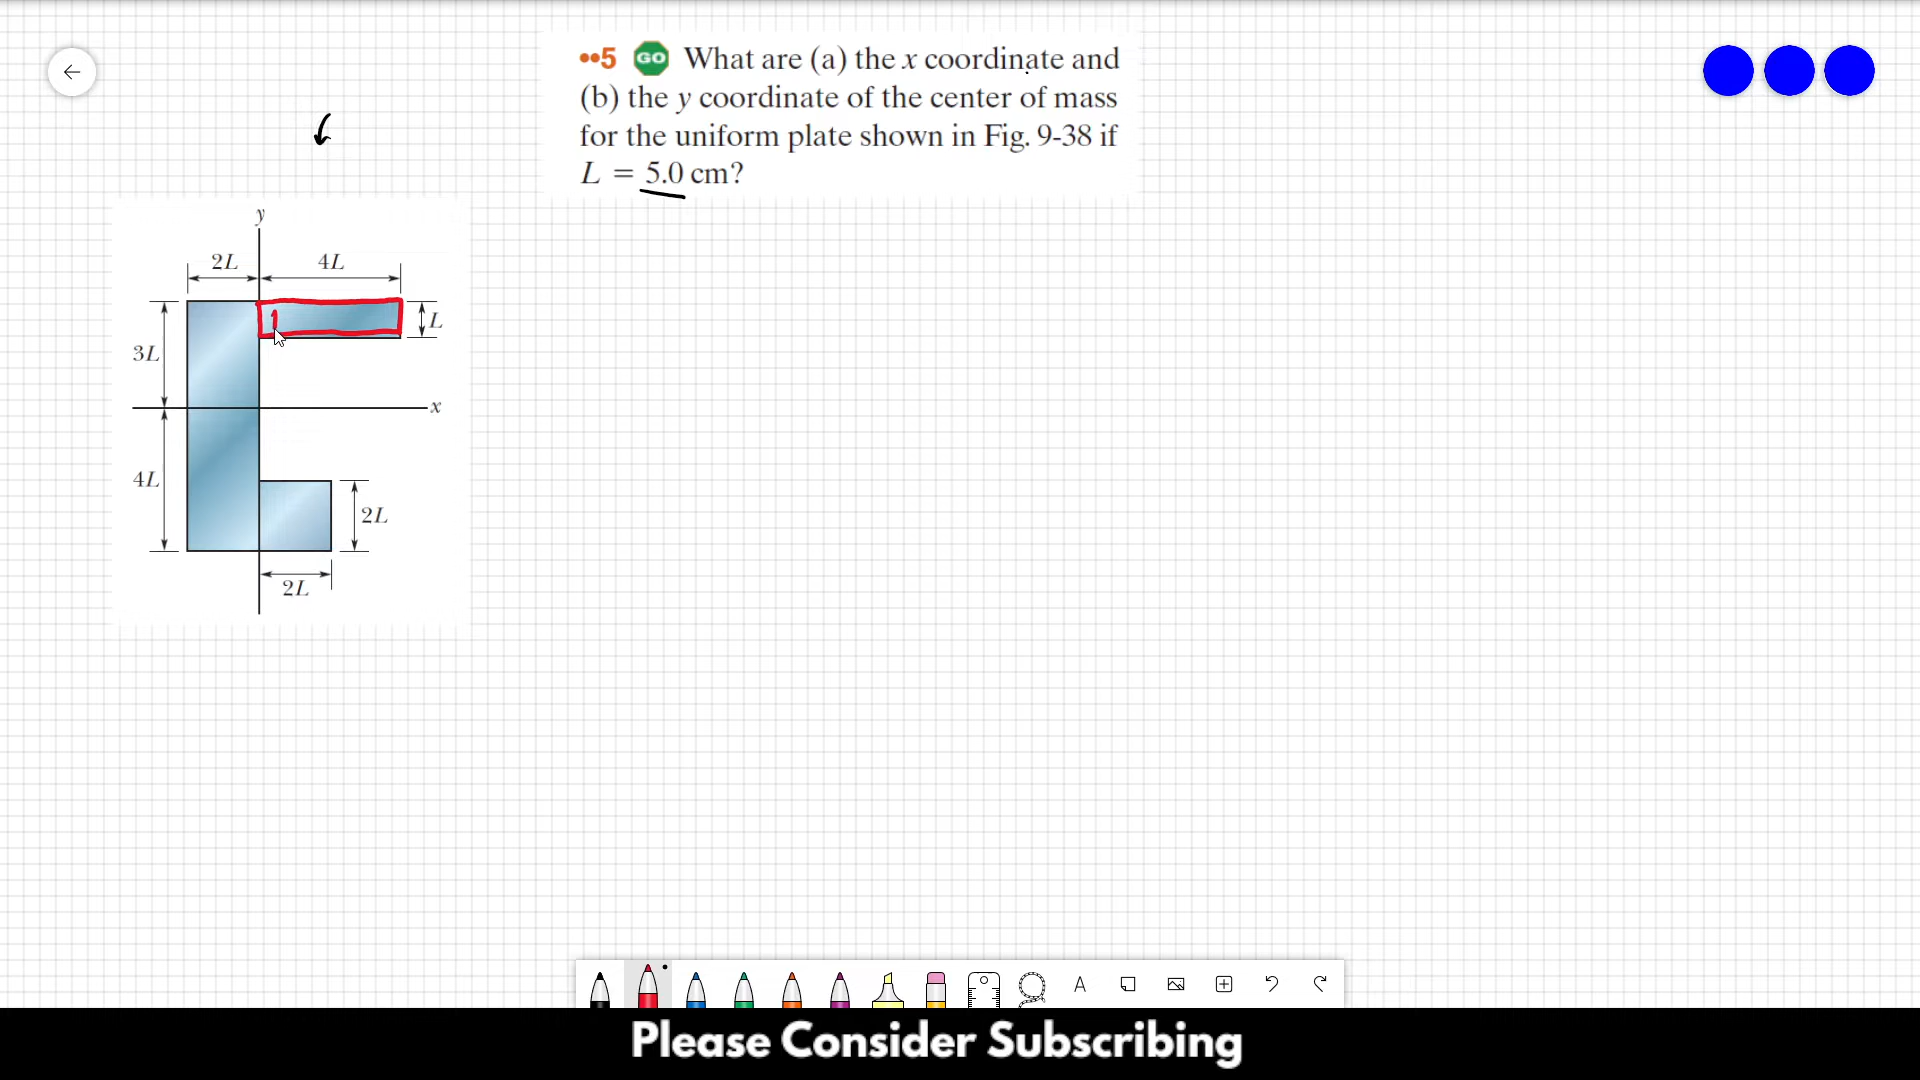 ••5 GO What are (a) the x coordinate and
(b) the y coordinate of the center of mass
for the uniform plate shown in Fig. 9-38 if
L = 5.0 cm?
y
2L 4L
1
L
3L
x
4L
2L
2L
A
Please Consider Subscribing